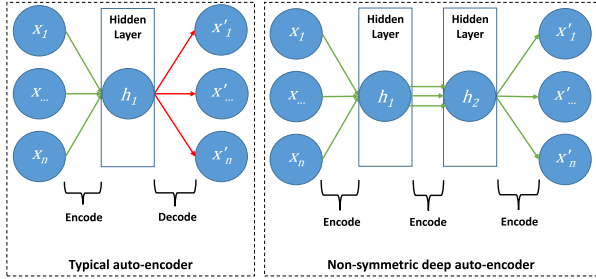 Hidden
Layer
x1
x...
xn
h1
x'1
x'...
x'n
Encode
Decode
Typical auto-encoder
Hidden
Layer
Hidden
Layer
x1
x...
xn
h1
h2
x'1
x'...
x'n
Encode
Encode
Encode
Non-symmetric deep auto-encoder